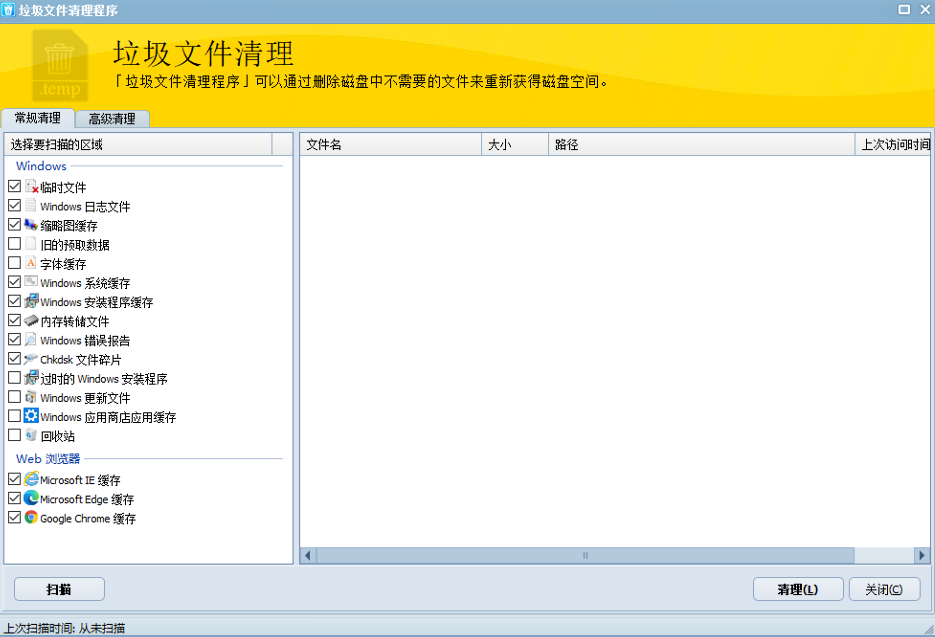 垃圾文件清理程序
.temp
垃圾文件清理
「垃圾文件清理程序」可以通过删除磁盘中不需要的文件来重新获得磁盘空间。
常规清理 高级清理
选择要扫描的区域
文件名 大小 路径 上次访问时间
Windows
临时文件
Windows 日志文件
缩略图缓存
旧的预取数据
字体缓存
Windows 系统缓存
Windows 安装程序缓存
内存转储文件
Windows 错误报告
Chkdsk 文件碎片
过时的 Windows 安装程序
Windows 更新文件
Windows 应用商店应用缓存
回收站
Web 浏览器
Microsoft IE 缓存
Microsoft Edge 缓存
Google Chrome 缓存
扫描 清理(L) 关闭(C)
上次扫描时间: 从未扫描